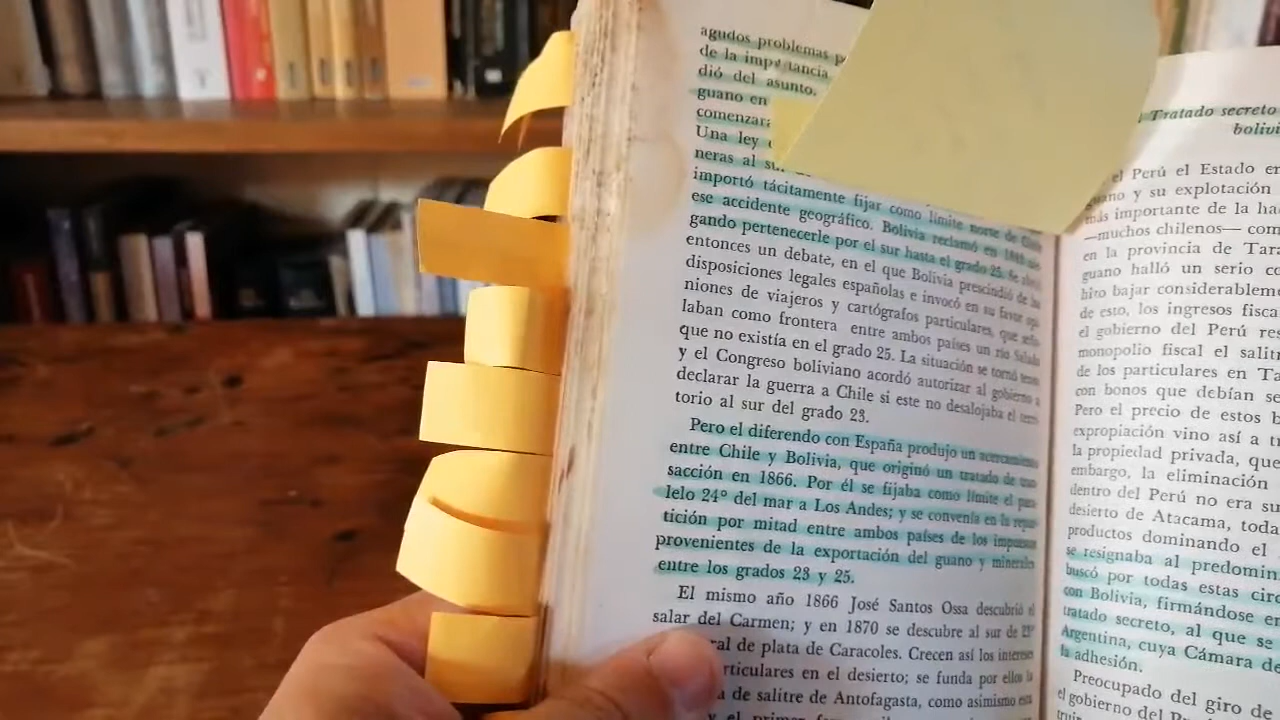 agudos problemas
de la importancia
dió del asunto.
guano en
comenzara
Una ley
neras al sur
importó tácitamente fijar como límite norte de
ese accidente geográfico. Bolivia reclamó en
gando pertenecerle por el sur hasta el grado 25. Se
entonces un debate, en el que Bolivia prescindió de las
disposiciones legales españolas e invocó en su favor opi-
niones de viajeros y cartógrafos particulares, que seña-
laban como frontera entre ambos países un río Salado
que no existía en el grado 25. La situación se tornó
y el Congreso boliviano acordó autorizar al gobierno a
declarar la guerra a Chile si este no desalojaba el terri-
torio al sur del grado 23.
Pero el diferendo con España produjo un acercamiento
entre Chile y Bolivia, que originó un tratado de tran-
sacción en 1866. Por él se fijaba como límite el para-
lelo 24° del mar a Los Andes; y se convenía en la repar-
tición por mitad entre ambos países de los impuestos
provenientes de la exportación del guano y minerales
entre los grados 23 y 25.
El mismo año 1866 José Santos Ossa descubrió el
salar del Carmen; y en 1870 se descubre al sur de 23°
ral de plata de Caracoles. Crecen así los intereses
rticulares en el desierto; se funda por ellos la
a de salitre de Antofagasta, como asimismo
y el primer
Tratado secreto
bolivi
el Perú el Estado
guano y su explotación
más importante de la
—muchos chilenos— com
en la provincia de Tara
guano halló un serio co
hizo bajar considerableme
de esto, los ingresos fiscal
el gobierno del Perú res
monopolio fiscal el salit
de los particulares en Ta
con bonos que debían se
Pero el precio de estos b
expropiación vino así a tr
la propiedad privada, que
embargo, la eliminación
dentro del Perú no era su
desierto de Atacama, toda
productos dominando el
se resignaba al predomin
buscó por todas estas circ
con Bolivia, firmándose en
tratado secreto, al que se
Argentina, cuya Cámara de
la adhesión.
Preocupado del giro de
el gobierno del Perú